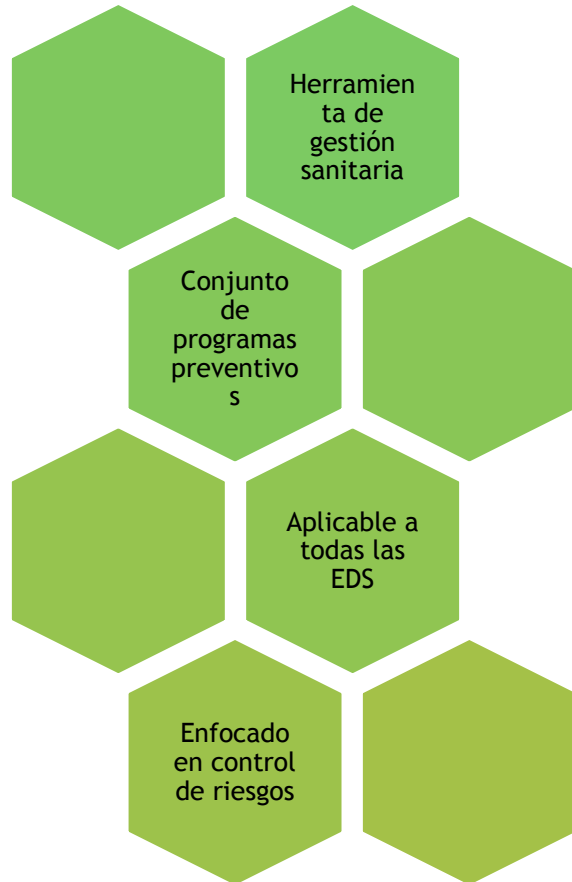 Herramien
ta de
gestión
sanitaria
Conjunto
de
programas
preventivo
s
Aplicable a
todas las
EDS
Enfocado
en control
de riesgos